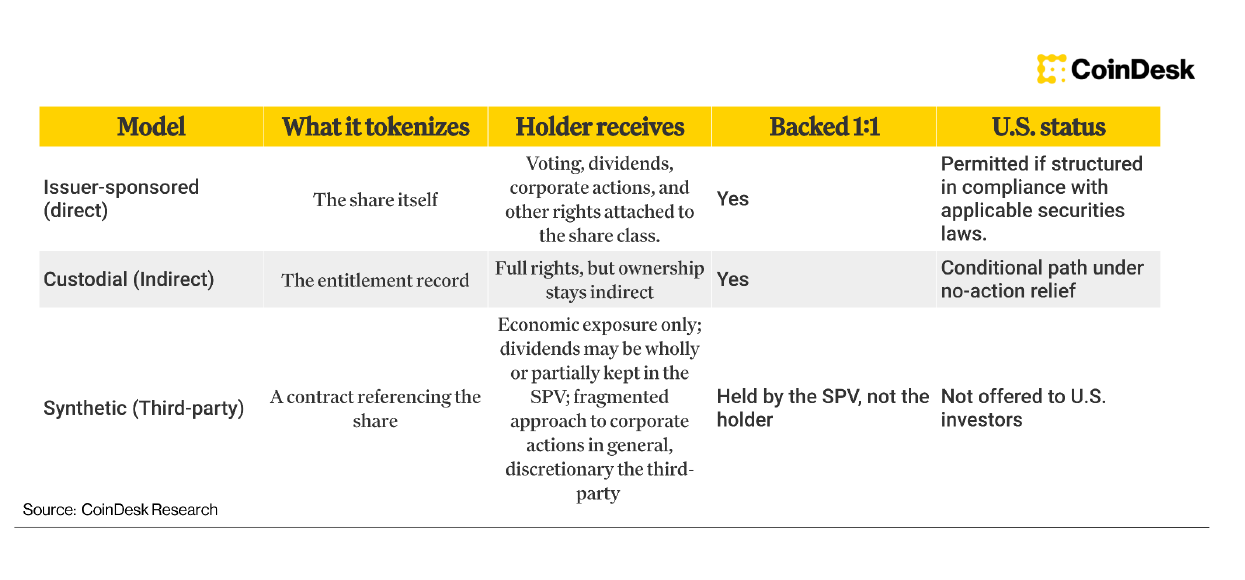 CoinDesk
Model
What it tokenizes
Holder receives
Backed 1:1
U.S. status
Issuer-sponsored
(direct)
The share itself
Voting, dividends,
corporate actions, and
other rights attached to
the share class.
Yes
Permitted if structured
in compliance with
applicable securities
laws.
Custodial (Indirect)
The entitlement record
Full rights, but ownership
stays indirect
Yes
Conditional path under
no-action relief
Synthetic (Third-party)
A contract referencing the
share
Economic exposure only;
dividends may be wholly
or partially kept in the
SPV; fragmented
approach to corporate
actions in general,
discretionary the third-
party
Held by the SPV, not the
holder
Not offered to U.S.
investors
Source: CoinDesk Research